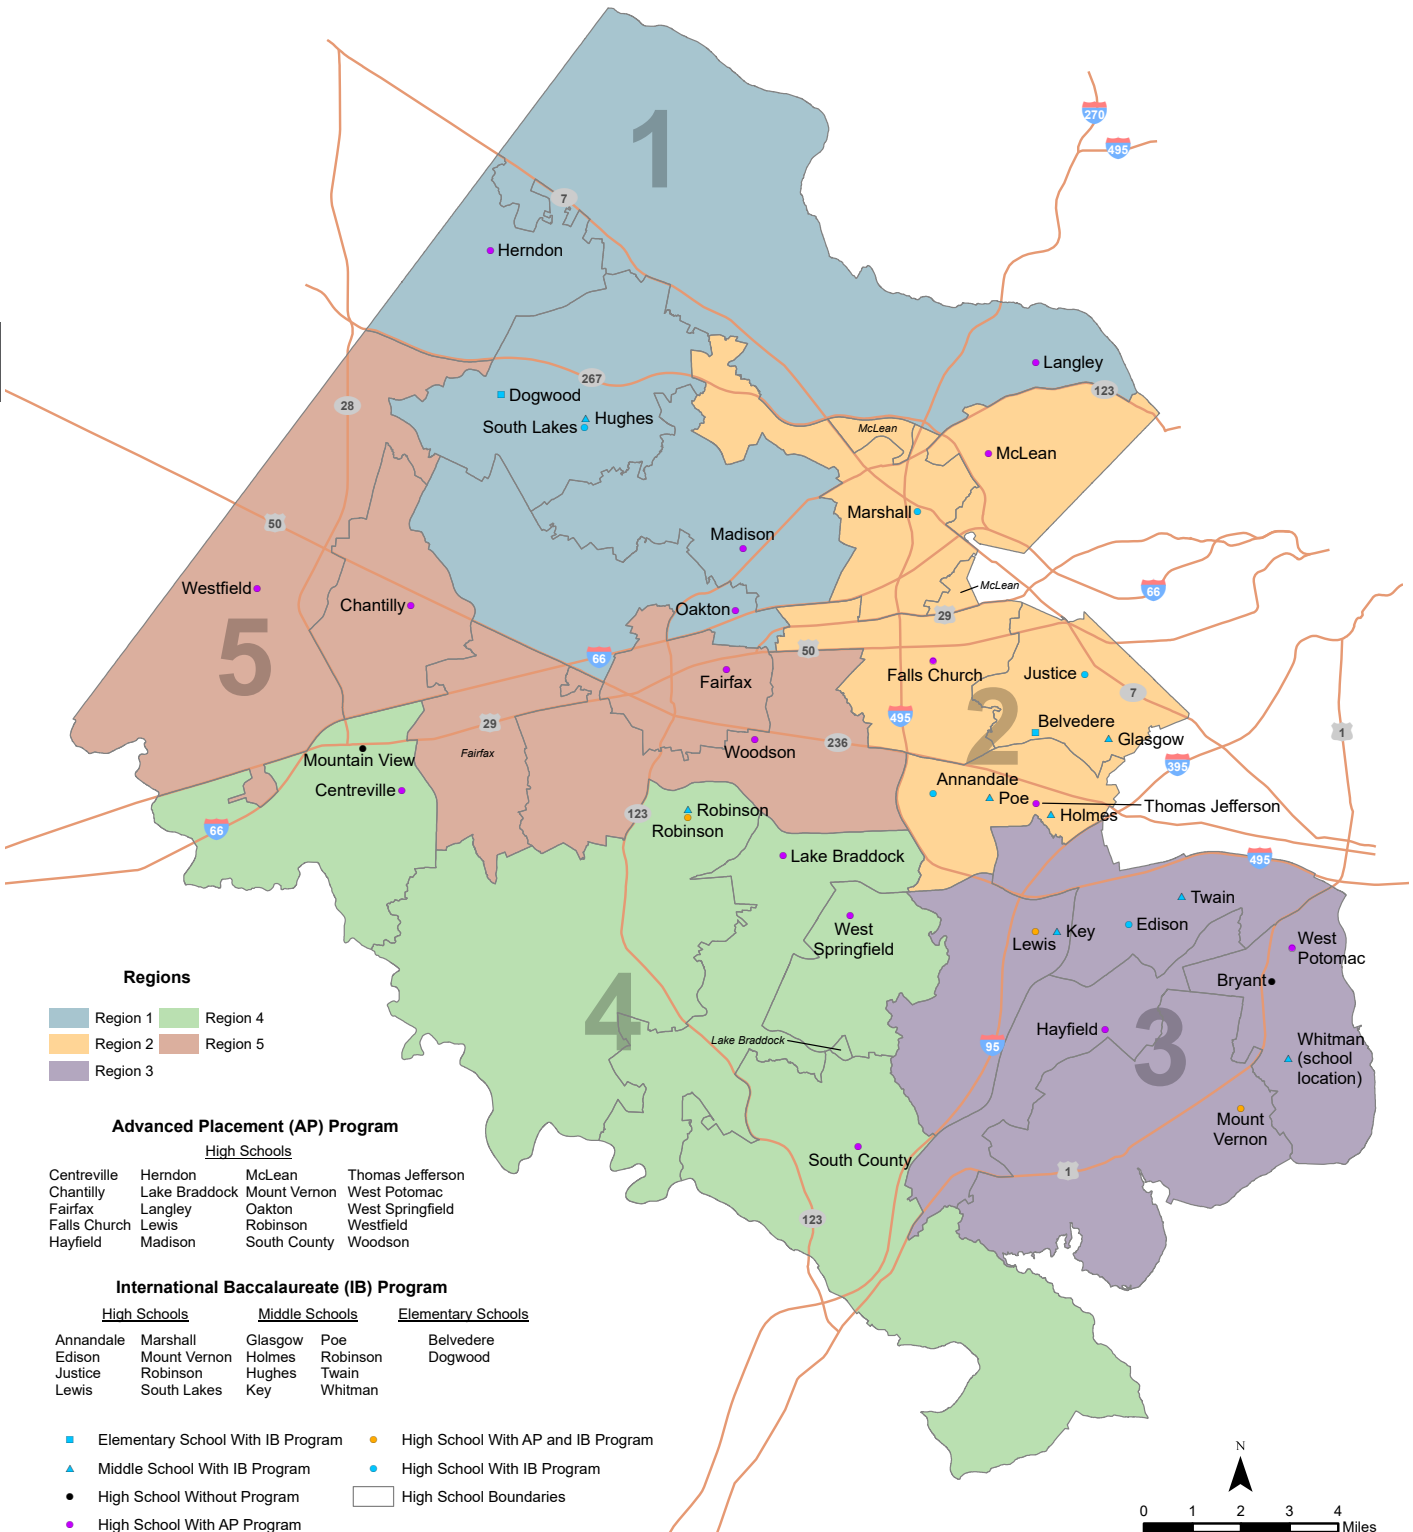 1
270
495
7
Herndon
Langley
267
123
Dogwood
28
Hughes
South Lakes
McLean
McLean
50
Marshall
Madison
Westfield
McLean
66
Chantilly
Oakton
29
5
66
50
Fairfax
Falls Church
Justice
2
7
495
Belvedere
29
1
Fairfax
Woodson
236
Glasgow
Mountain View
395
Centreville
Annandale
Poe
Thomas Jefferson
123
Robinson
Holmes
Robinson
66
Lake Braddock
495
Twain
West
Springfield
Edison
Lewis
Key
West
Potomac
Bryant
4
Hayfield
3
95
Lake Braddock
Whitman
(school
location)
Mount
Vernon
South County
1
123
Regions
Region 1 Region 4
Region 2 Region 5
Region 3
Advanced Placement (AP) Program
High Schools
Centreville Herndon McLean Thomas Jefferson
Chantilly Lake Braddock Mount Vernon West Potomac
Fairfax Langley Oakton West Springfield
Falls Church Lewis Robinson Westfield
Hayfield Madison South County Woodson
International Baccalaureate (IB) Program
High Schools Middle Schools Elementary Schools
Annandale Marshall Glasgow Poe Belvedere
Edison Mount Vernon Holmes Robinson Dogwood
Justice Robinson Hughes Twain
Lewis South Lakes Key Whitman
Elementary School With IB Program High School With AP and IB Program
Middle School With IB Program High School With IB Program
High School Without Program High School Boundaries
High School With AP Program
N
0 1 2 3 4
Miles